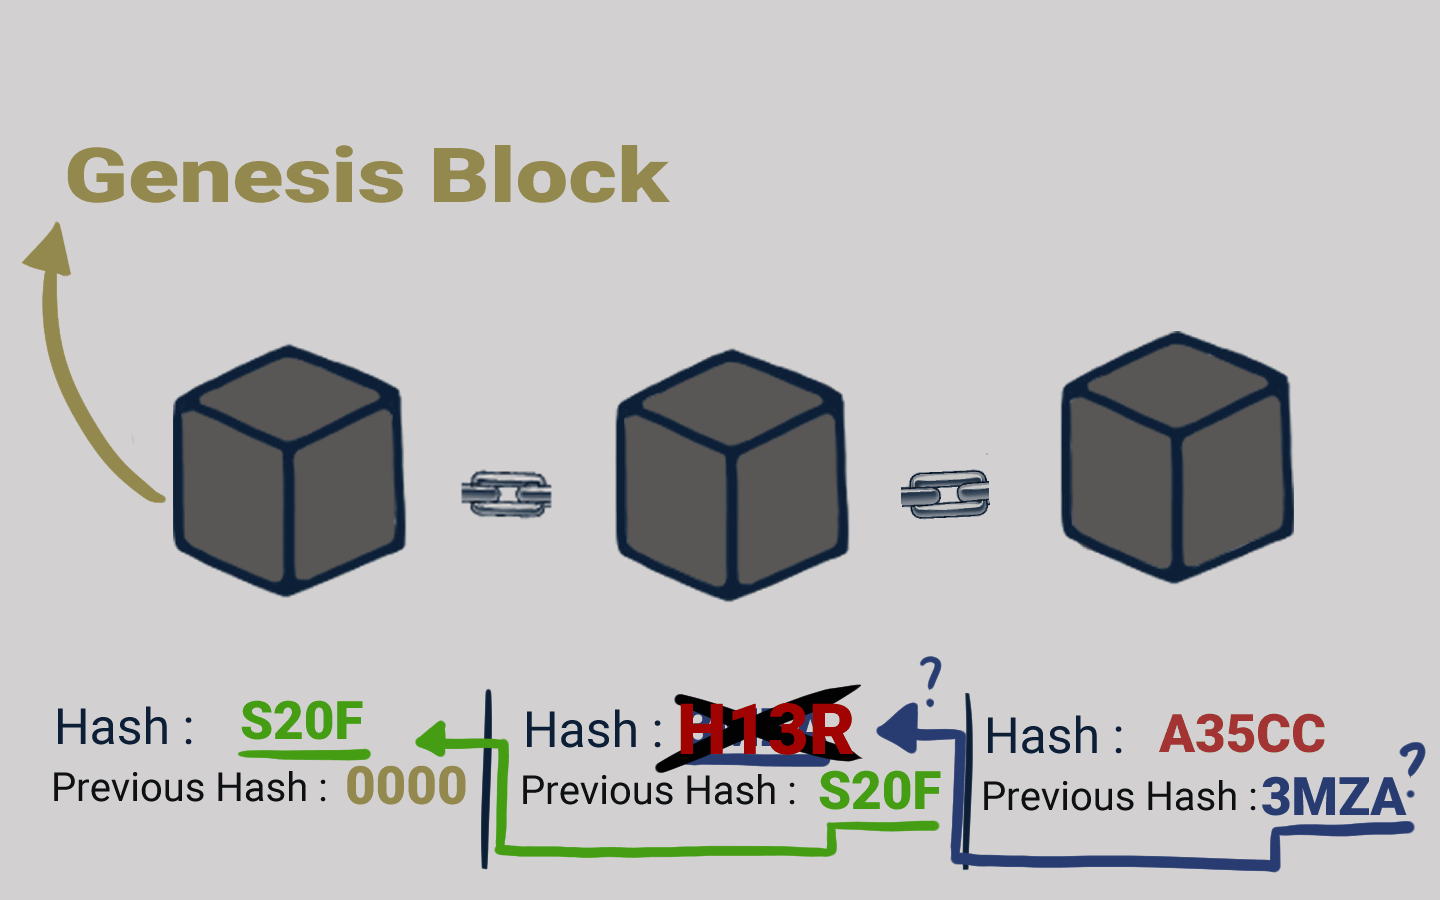 Genesis Block
?
Hash : S20F
Previous Hash : 0000
Hash : H13R
Previous Hash : S20F
Hash : A35CC
Previous Hash : 3MZA?